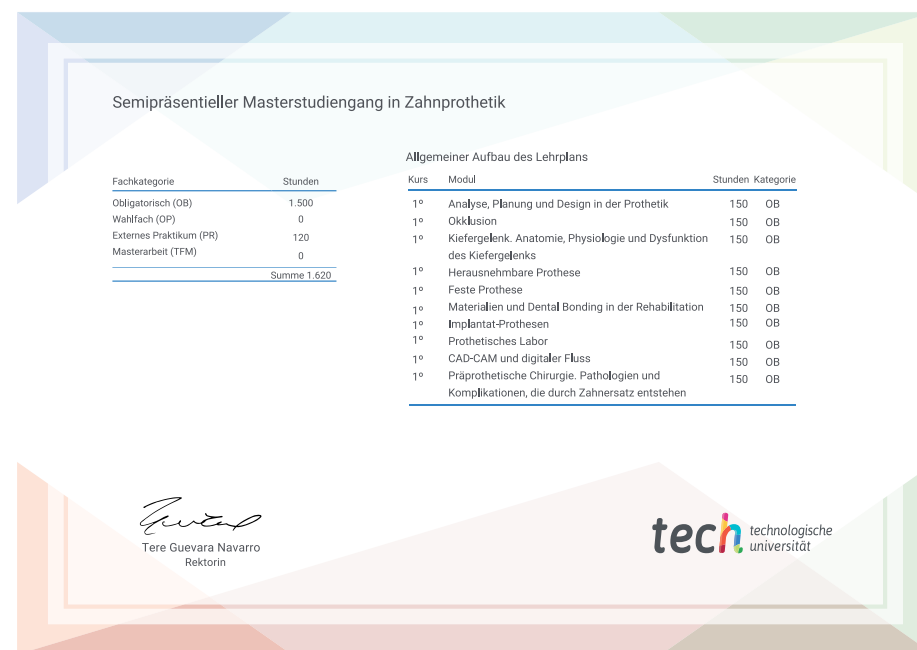 Semipräsentieller Masterstudiengang in Zahnprothetik
Fachkategorie Stunden
Obligatorisch (OB) 1.500
Wahlfach (OP) 0
Externes Praktikum (PR) 120
Masterarbeit (TFM) 0
Summe 1.620
Allgemeiner Aufbau des Lehrplans
Kurs Modul Stunden Kategorie
1º Analyse, Planung und Design in der Prothetik 150 OB
1º Okklusion 150 OB
1º Kiefergelenk. Anatomie, Physiologie und Dysfunktion 150 OB
des Kiefergelenks
1º Herausnehmbare Prothese 150 OB
1º Feste Prothese 150 OB
1º Materialien und Dental Bonding in der Rehabilitation 150 OB
1º Implantat-Prothesen 150 OB
1º Prothetisches Labor 150 OB
1º CAD-CAM und digitaler Fluss 150 OB
1º Präprothetische Chirurgie. Pathologien und 150 OB
Komplikationen, die durch Zahnersatz entstehen
Tere Guevara Navarro
Rektorin
tech technologische
universität